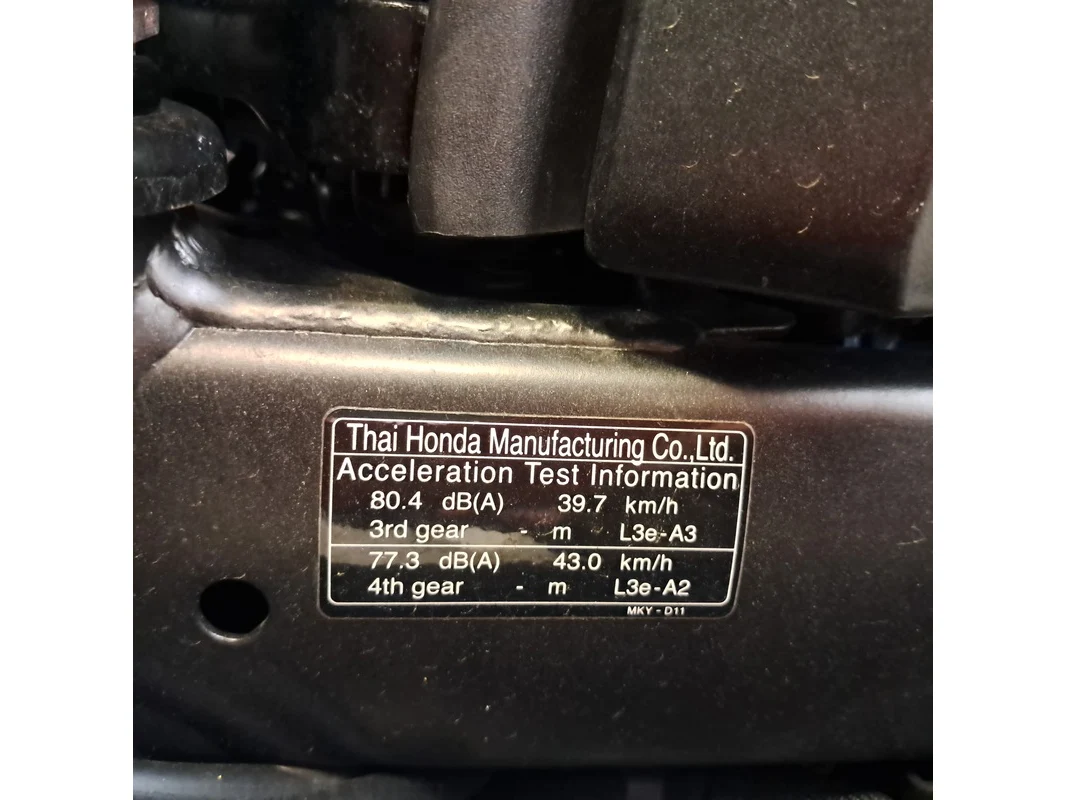 Thai Honda Manufacturing Co.,Ltd.
Acceleration Test Information
80.4 dB(A) 39.7 km/h
3rd gear - m L3e-A3
77.3 dB(A) 43.0 km/h
4th gear - m L3e-A2
MKY-D11